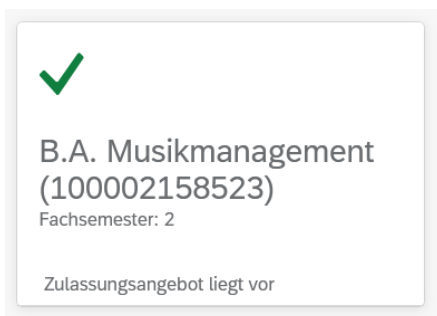 B.A. Musikmanagement
(100002158523)
Fachsemester: 2
Zulassungsangebot liegt vor